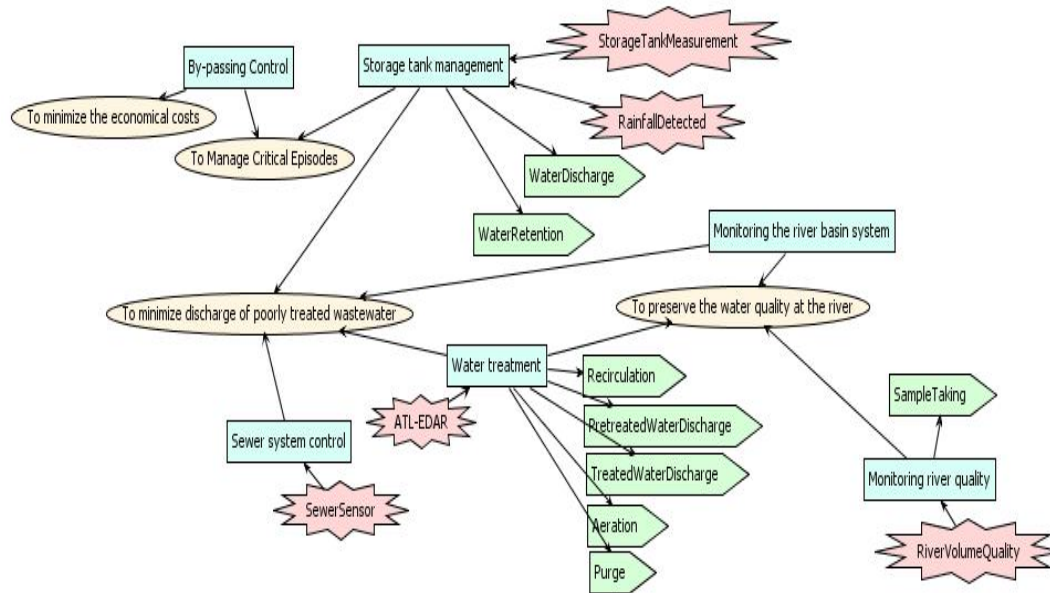 StorageTankMeasurement
By-passing Control
Storage tank management
To minimize the economical costs
RainfallDetected
To Manage Critical Episodes
WaterDischarge
WaterRetention
Monitoring the river basin system
To minimize discharge of poorly treated wastewater
To preserve the water quality at the river
Water treatment
Recirculation
SampleTaking
ATL-EDAR
PretreatedWaterDischarge
Sewer system control
TreatedWaterDischarge
Monitoring river quality
SewerSensor
Aeration
RiverVolumeQuality
Purge